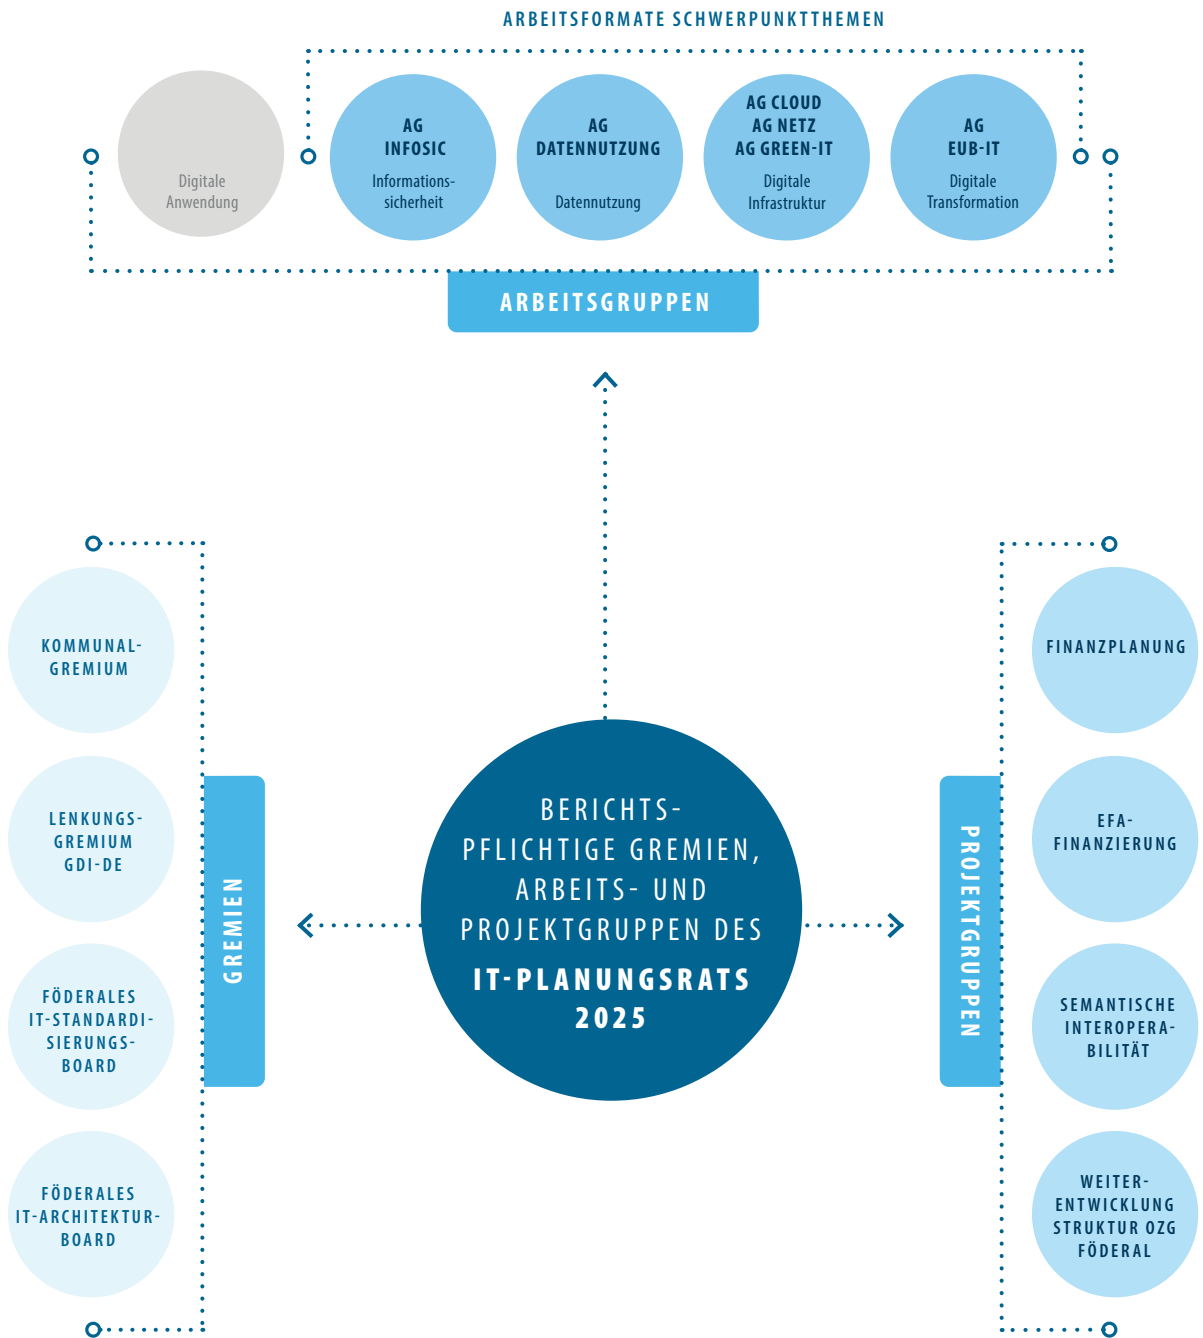 ARBEITSFORMATE SCHWERPUNKTTHEMEN
Digitale
Anwendung
AG
INFOSIC
Informations-
sicherheit
AG
DATENNUTZUNG
Datennutzung
AG CLOUD
AG NETZ
AG GREEN-IT
Digitale
Infrastruktur
AG
EUB-IT
Digitale
Transformation
ARBEITSGRUPPEN
KOMMUNAL-
GREMIUM
LENKUNGS-
GREMIUM
GDI-DE
FÖDERALES
IT-STANDARDI-
SIERUNGS-
BOARD
FÖDERALES
IT-ARCHITEKTUR-
BOARD
GREMIEN
BERICHTS-
PFLICHTIGE GREMIEN,
ARBEITS- UND
PROJEKTGRUPPEN DES
IT-PLANUNGSRATS
2025
PROJEKTGRUPPEN
FINANZPLANUNG
EFA-
FINANZIERUNG
SEMANTISCHE
INTEROPERA-
BILITÄT
WEITER-
ENTWICKLUNG
STRUKTUR OZG
FÖDERAL